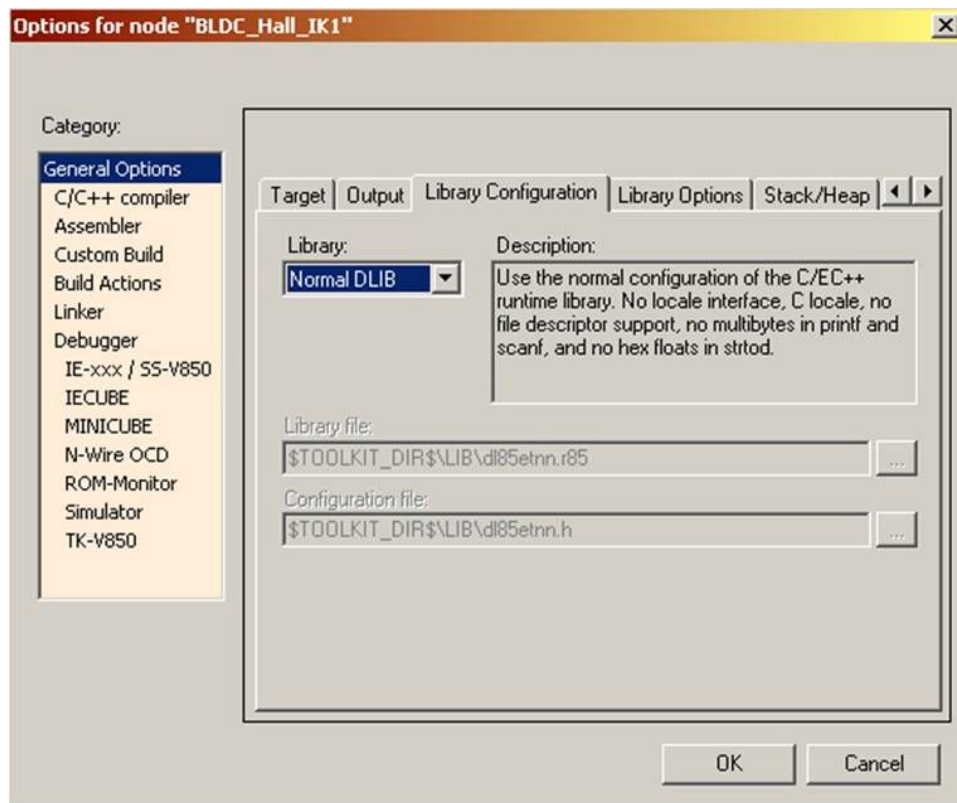 Options for node "BLDC_Hall_IK1"
Category:
General Options
C/C++ compiler
Assembler
Custom Build
Build Actions
Linker
Debugger
IE-xxx / SS-V850
IECUBE
MINICUBE
N-Wire OCD
ROM-Monitor
Simulator
TK-V850
Target
Output
Library Configuration
Library Options
Stack/Heap
Library:
Normal DLIB
Description:
Use the normal configuration of the C/EC++
runtime library. No locale interface, C locale, no
file descriptor support, no multibytes in printf and
scanf, and no hex floats in strtod.
Library file:
$TOOLKIT_DIR$\LIB\dl85etnn.r85
...
Configuration file:
$TOOLKIT_DIR$\LIB\dl85etnn.h
...
OK
Cancel